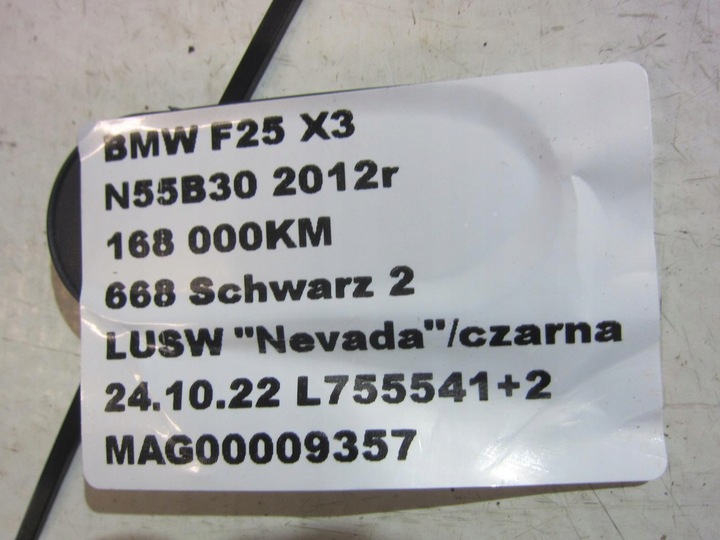 BMW F25 X3
N55B30 2012r
168 000KM
668 Schwarz 2
LUSW "Nevada"/czarna
24.10.22 L755541+2
MAG00009357